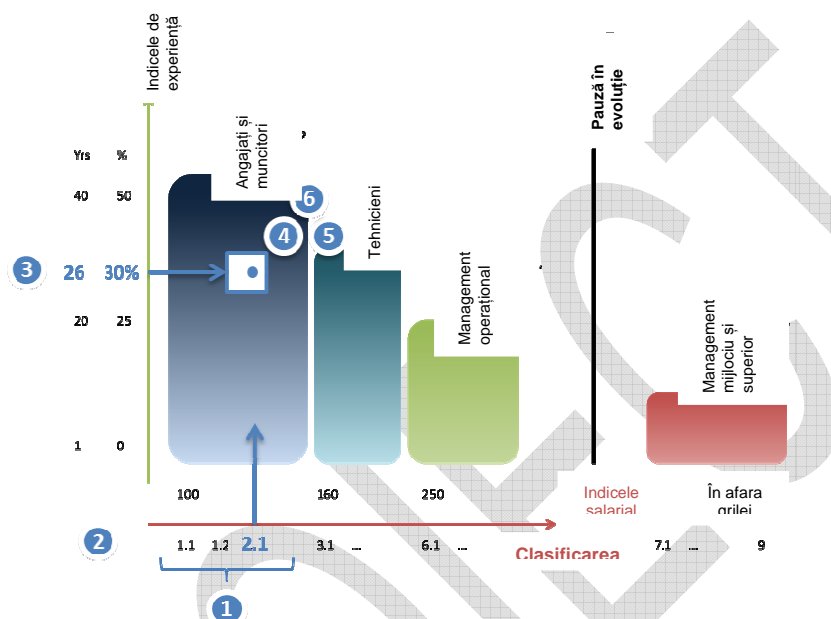 Indicele de
experiență
Pauză în
evoluție
Angajați și
muncitori
Yrs %
40 50
6
4
5
Tehnicieni
3
26 30%
20 25
Management
operațional
Management
mijlociu și
superior
1 0
100 160 250
Indicele
salarial
În afara
grilei
2
1.1 1.2 2.1 3.1 ... 6.1 ... 7.1 ... 9
Clasificarea
1